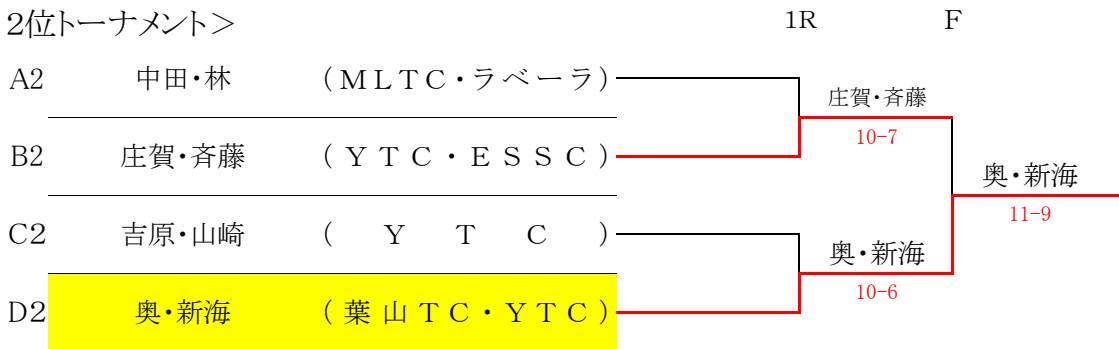 2位トーナメント＞ 1R F
A2 中田・林 (MLTC・ラベーラ)
庄賀・斉藤
10-7
B2 庄賀・斉藤 (YTC・ESSC)
奥・新海
11-9
C2 吉原・山崎 (YTC)
奥・新海
10-6
D2 奥・新海 (葉山TC・YTC)